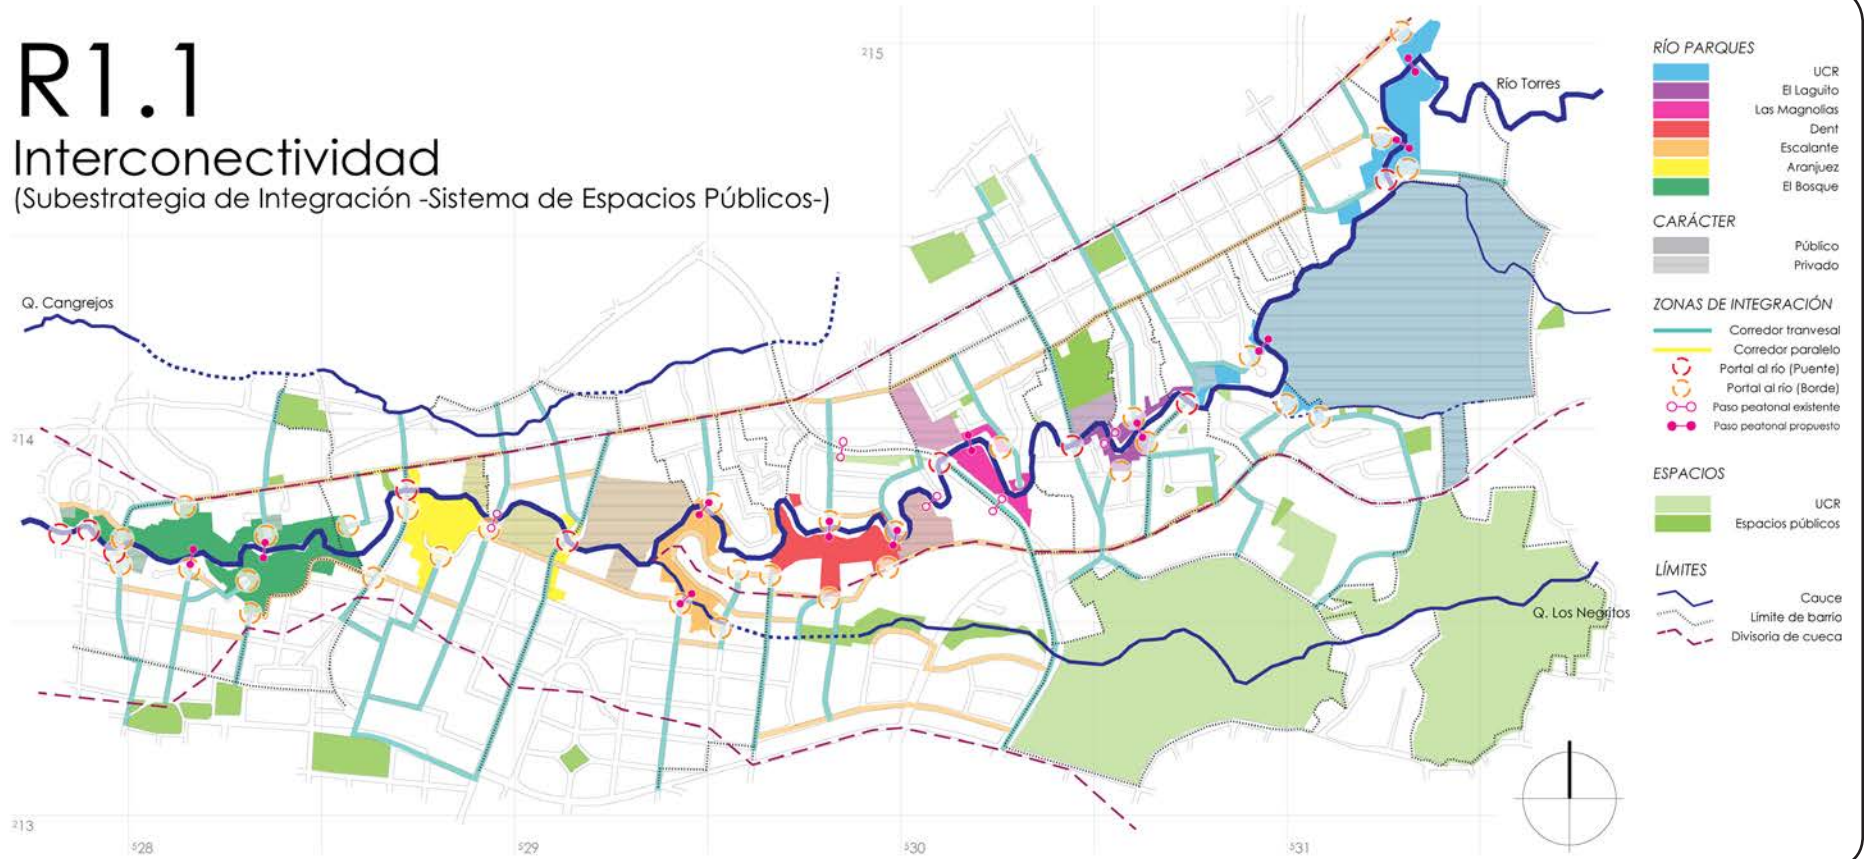 R1.1
Interconectividad
(Subestrategia de Integración -Sistema de Espacios Públicos-)
215
Río Torres
Q. Cangrejos
214
Q. Los Negritos
213
528
529
530
531
RÍO PARQUES
UCR
El Laguito
Las Magnolias
Dent
Escalante
Aranjuez
El Bosque
CARÁCTER
Público
Privado
ZONAS DE INTEGRACIÓN
Corredor tranvesal
Corredor paralelo
Portal al río (Puente)
Portal al río (Borde)
Paso peatonal existente
Paso peatonal propuesto
ESPACIOS
UCR
Espacios públicos
LÍMITES
Cauce
Límite de barrio
Divisoria de cueca